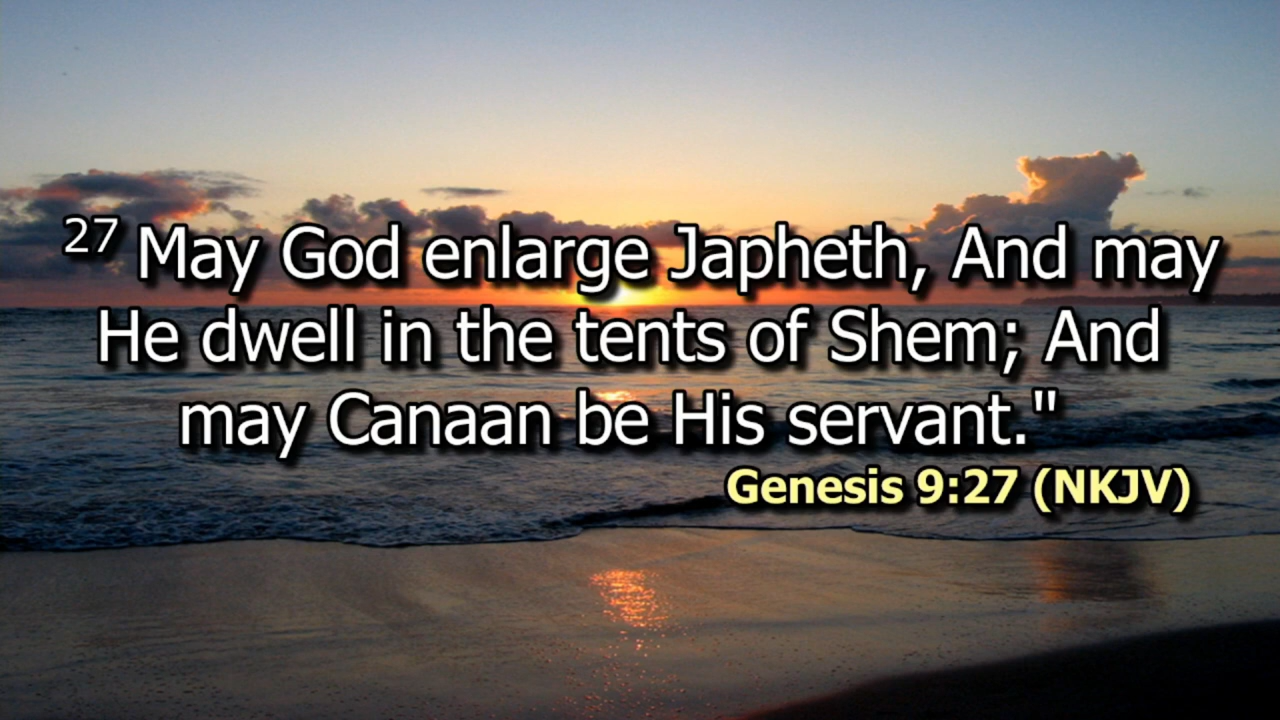 27 May God enlarge Japheth, And may
He dwell in the tents of Shem; And
may Canaan be His servant."
Genesis 9:27 (NKJV)